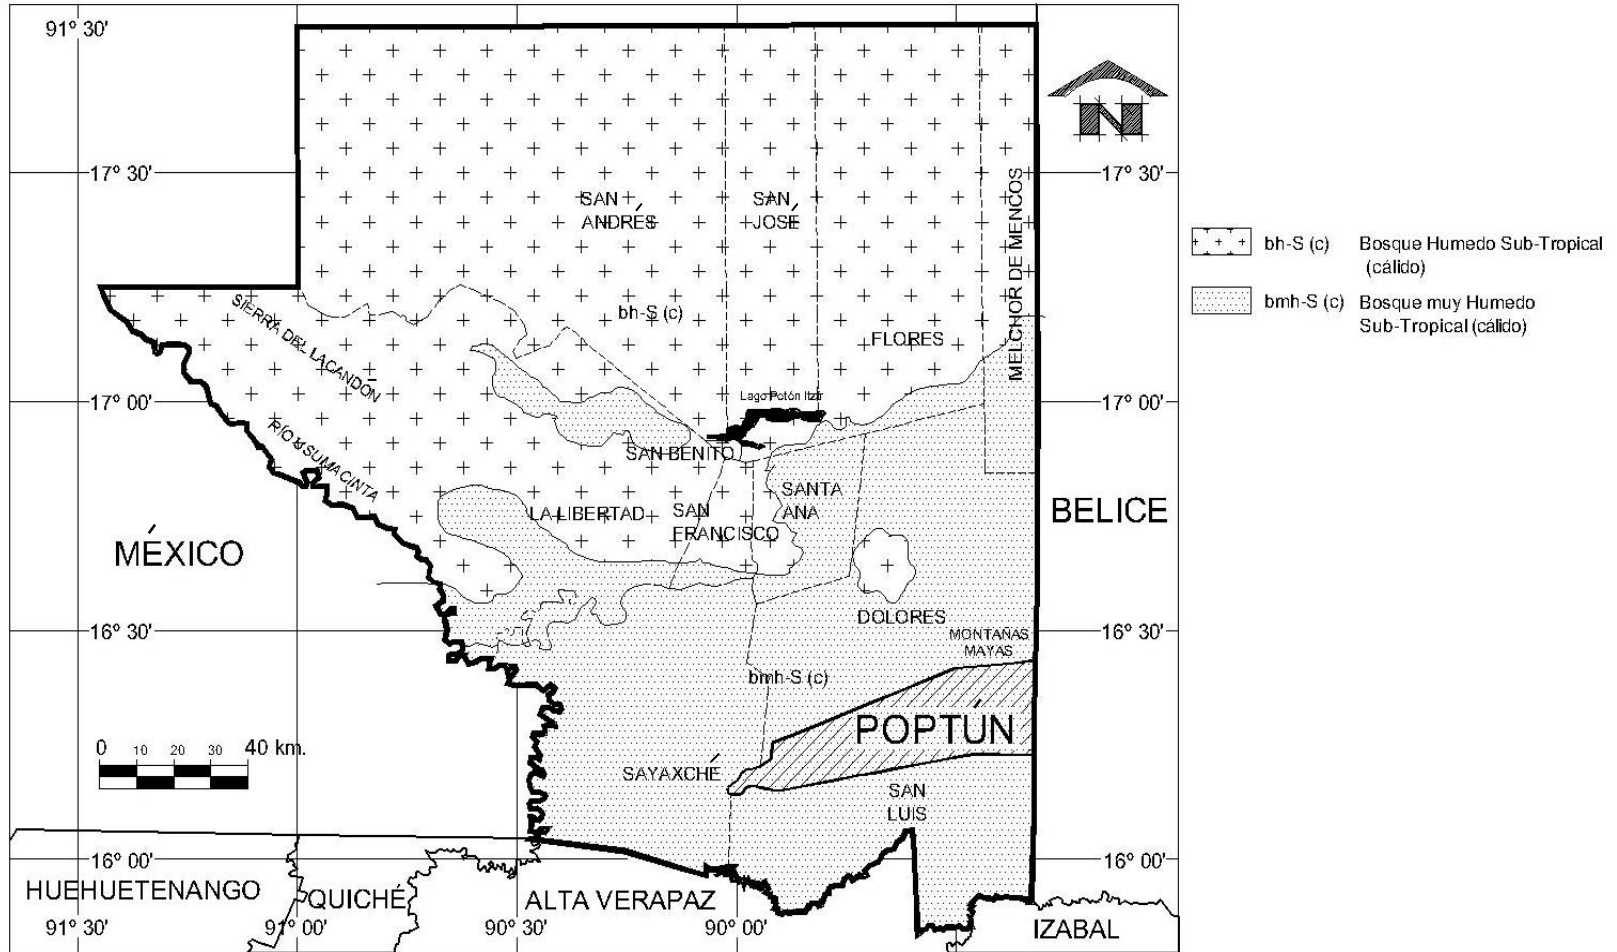 91° 30'
N
17° 30'
17° 30'
SAN
ANDRÉS
SAN
JOSÉ
MELCHOR DE MENCOS
bh-S (c) Bosque Humedo Sub-Tropical
(cálido)
bmh-S (c) Bosque muy Humedo
Sub-Tropical (cálido)
SIERRA DEL LACANDÓN
bh-S (c)
FLORES
17° 00'
Lago Petén Itzá
17° 00'
RÍO USUMACINTA
SAN BENITO
LA LIBERTAD
SAN
FRANCISCO
SANTA
ANA
BELICE
MÉXICO
DOLORES
16° 30'
MONTAÑAS
MAYAS
16° 30'
bmh-S (c)
POPTÚN
0 10 20 30 40 km.
SAYAXCHÉ
SAN
LUIS
16° 00'
16° 00'
HUEHUETENANGO
QUICHÉ
ALTA VERAPAZ
IZABAL
91° 30'
91° 00'
90° 30'
90° 00'